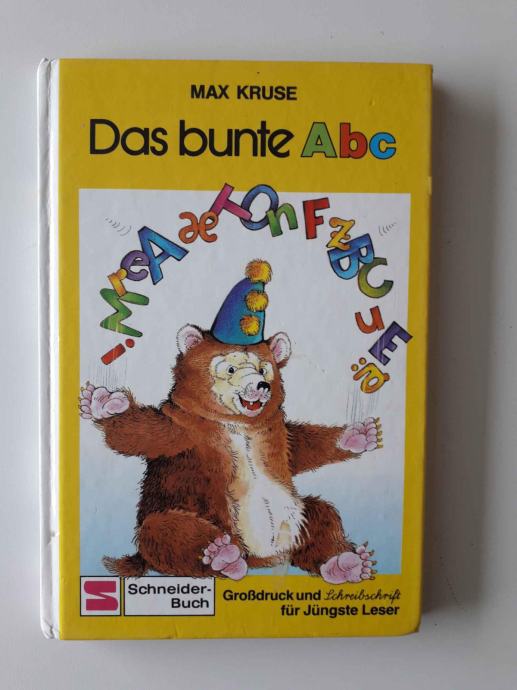 MAX KRUSE
Das bunte Abc
i M r e A a e T O n F z B C u E ö
Schneider-
Buch
Großdruck und Schreibschrift
für Jüngste Leser